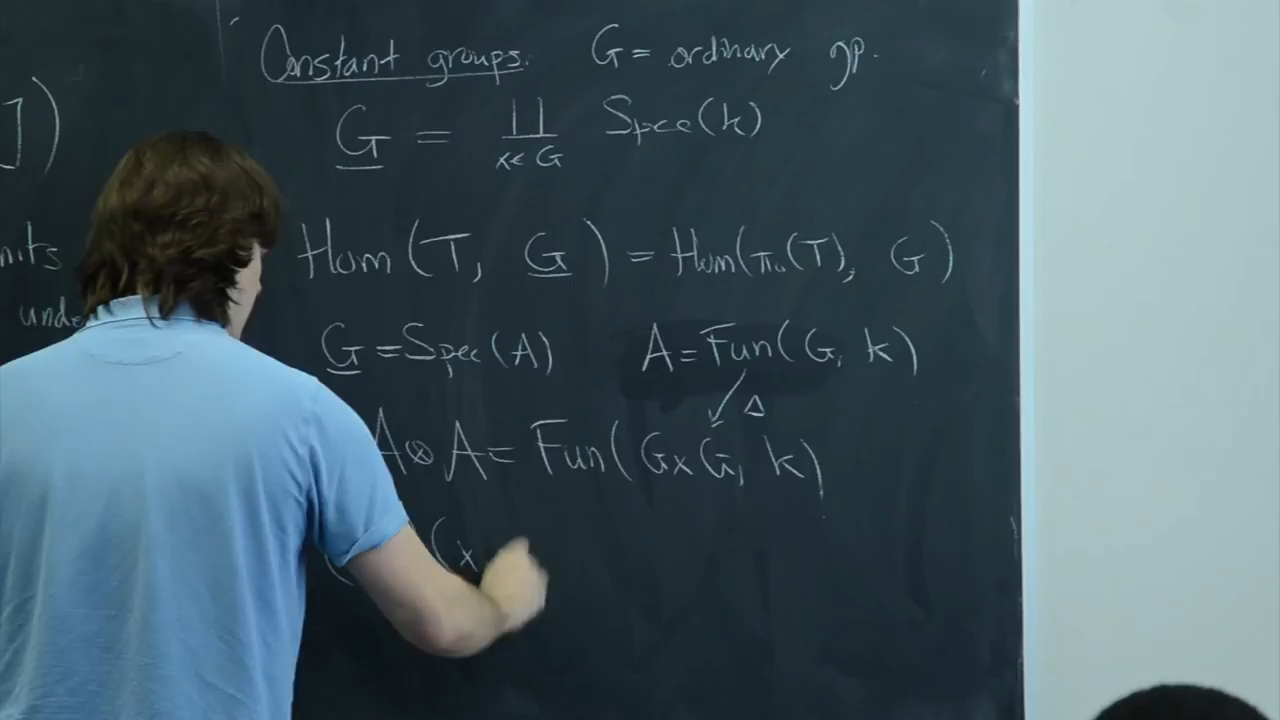 Constant groups. G = ordinary gp.
])
G = ∐ Spec(k)
x∈G
nits
Hom(T, G) = Hom(π₀(T), G)
unde
G = Spec(A) A = Fun(G, k)
Δ
A⊗A = Fun(G×G, k)
(x